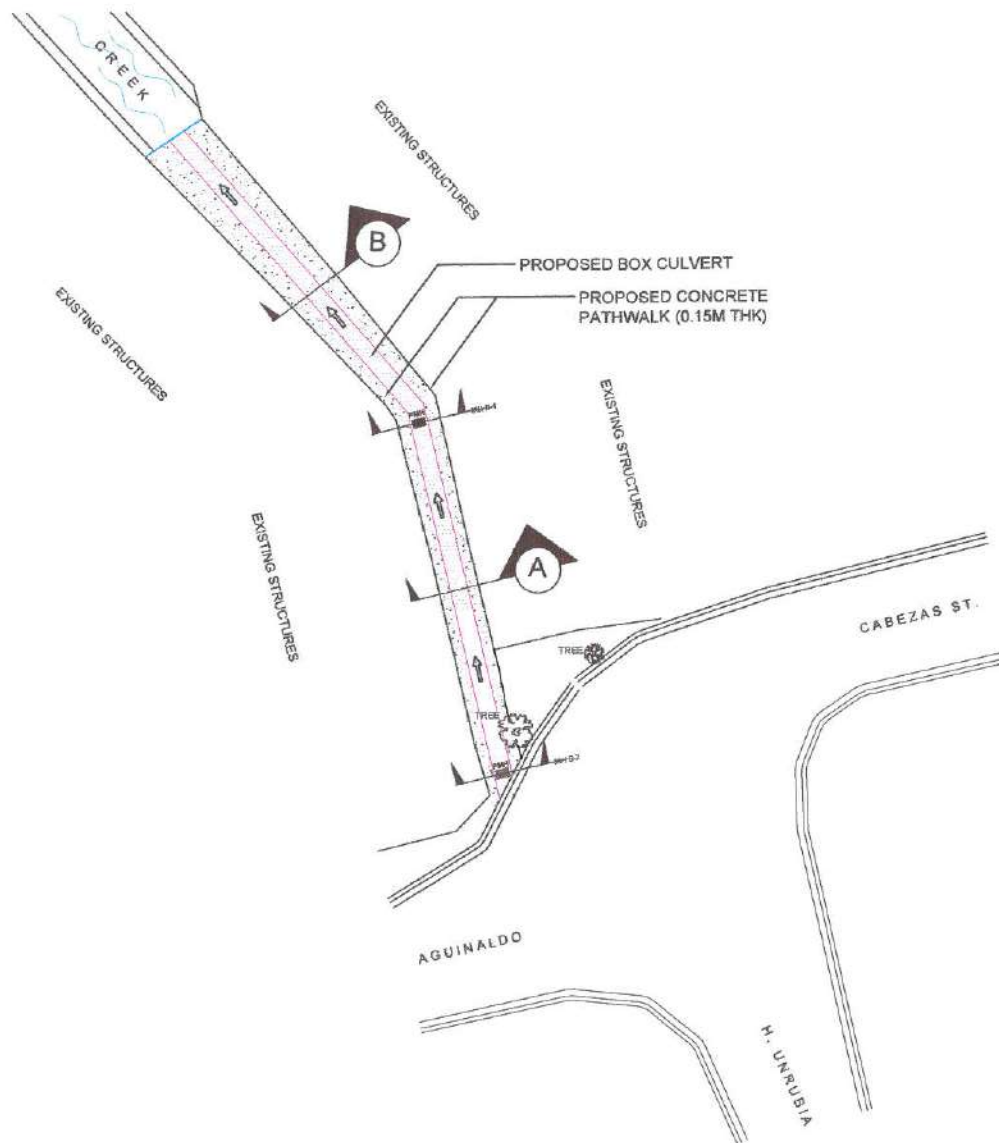 CREEK
EXISTING STRUCTURES
B
PROPOSED BOX CULVERT
PROPOSED CONCRETE
PATHWALK (0.15M THK)
EXISTING STRUCTURES
EXISTING STRUCTURES
EXISTING STRUCTURES
A
CABEZAS ST.
TREE
TREE
AGUINALDO
H. UNRUBIA